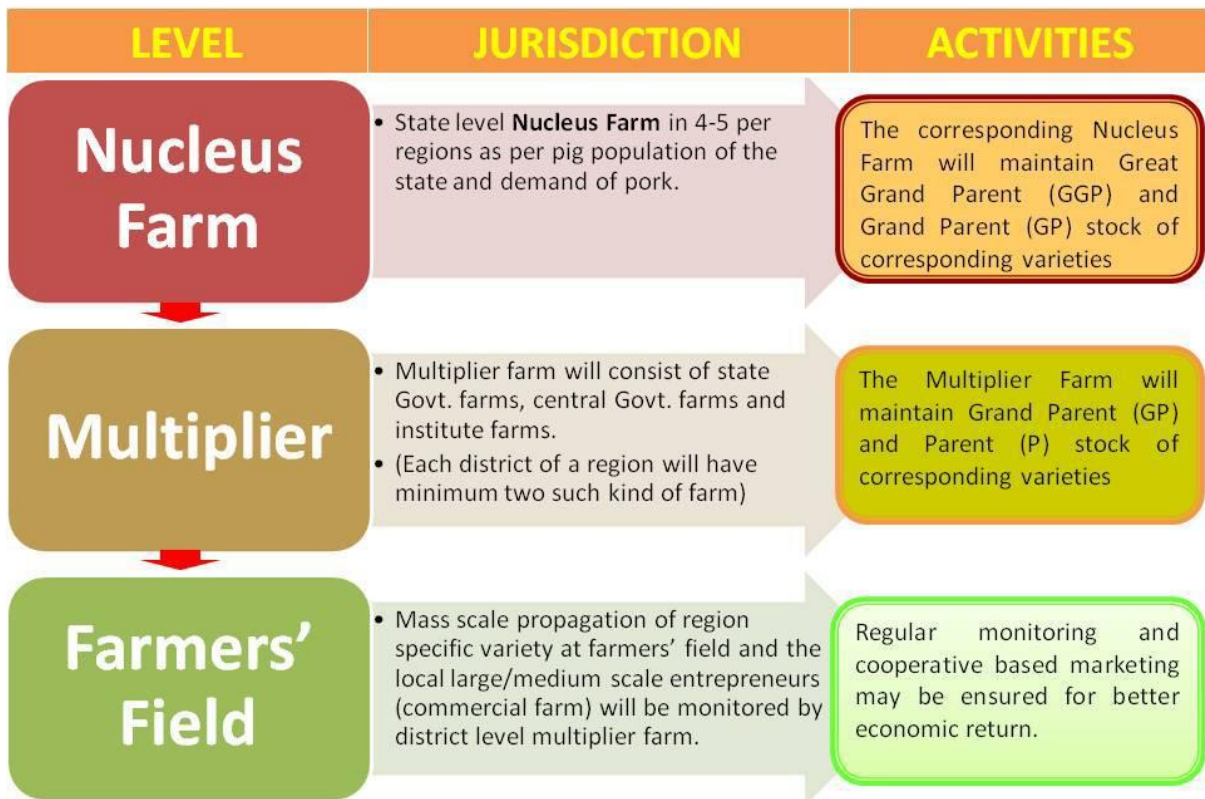 LEVEL JURISDICTION ACTIVITIES
Nucleus
Farm
• State level Nucleus Farm in 4-5 per
regions as per pig population of the
state and demand of pork.
The corresponding Nucleus
Farm will maintain Great
Grand Parent (GGP) and
Grand Parent (GP) stock of
corresponding varieties
Multiplier
• Multiplier farm will consist of state
Govt. farms, central Govt. farms and
institute farms.
• (Each district of a region will have
minimum two such kind of farm)
The Multiplier Farm will
maintain Grand Parent (GP)
and Parent (P) stock of
corresponding varieties
Farmers’
Field
• Mass scale propagation of region
specific variety at farmers’ field and the
local large/medium scale entrepreneurs
(commercial farm) will be monitored by
district level multiplier farm.
Regular monitoring and
cooperative based marketing
may be ensured for better
economic return.